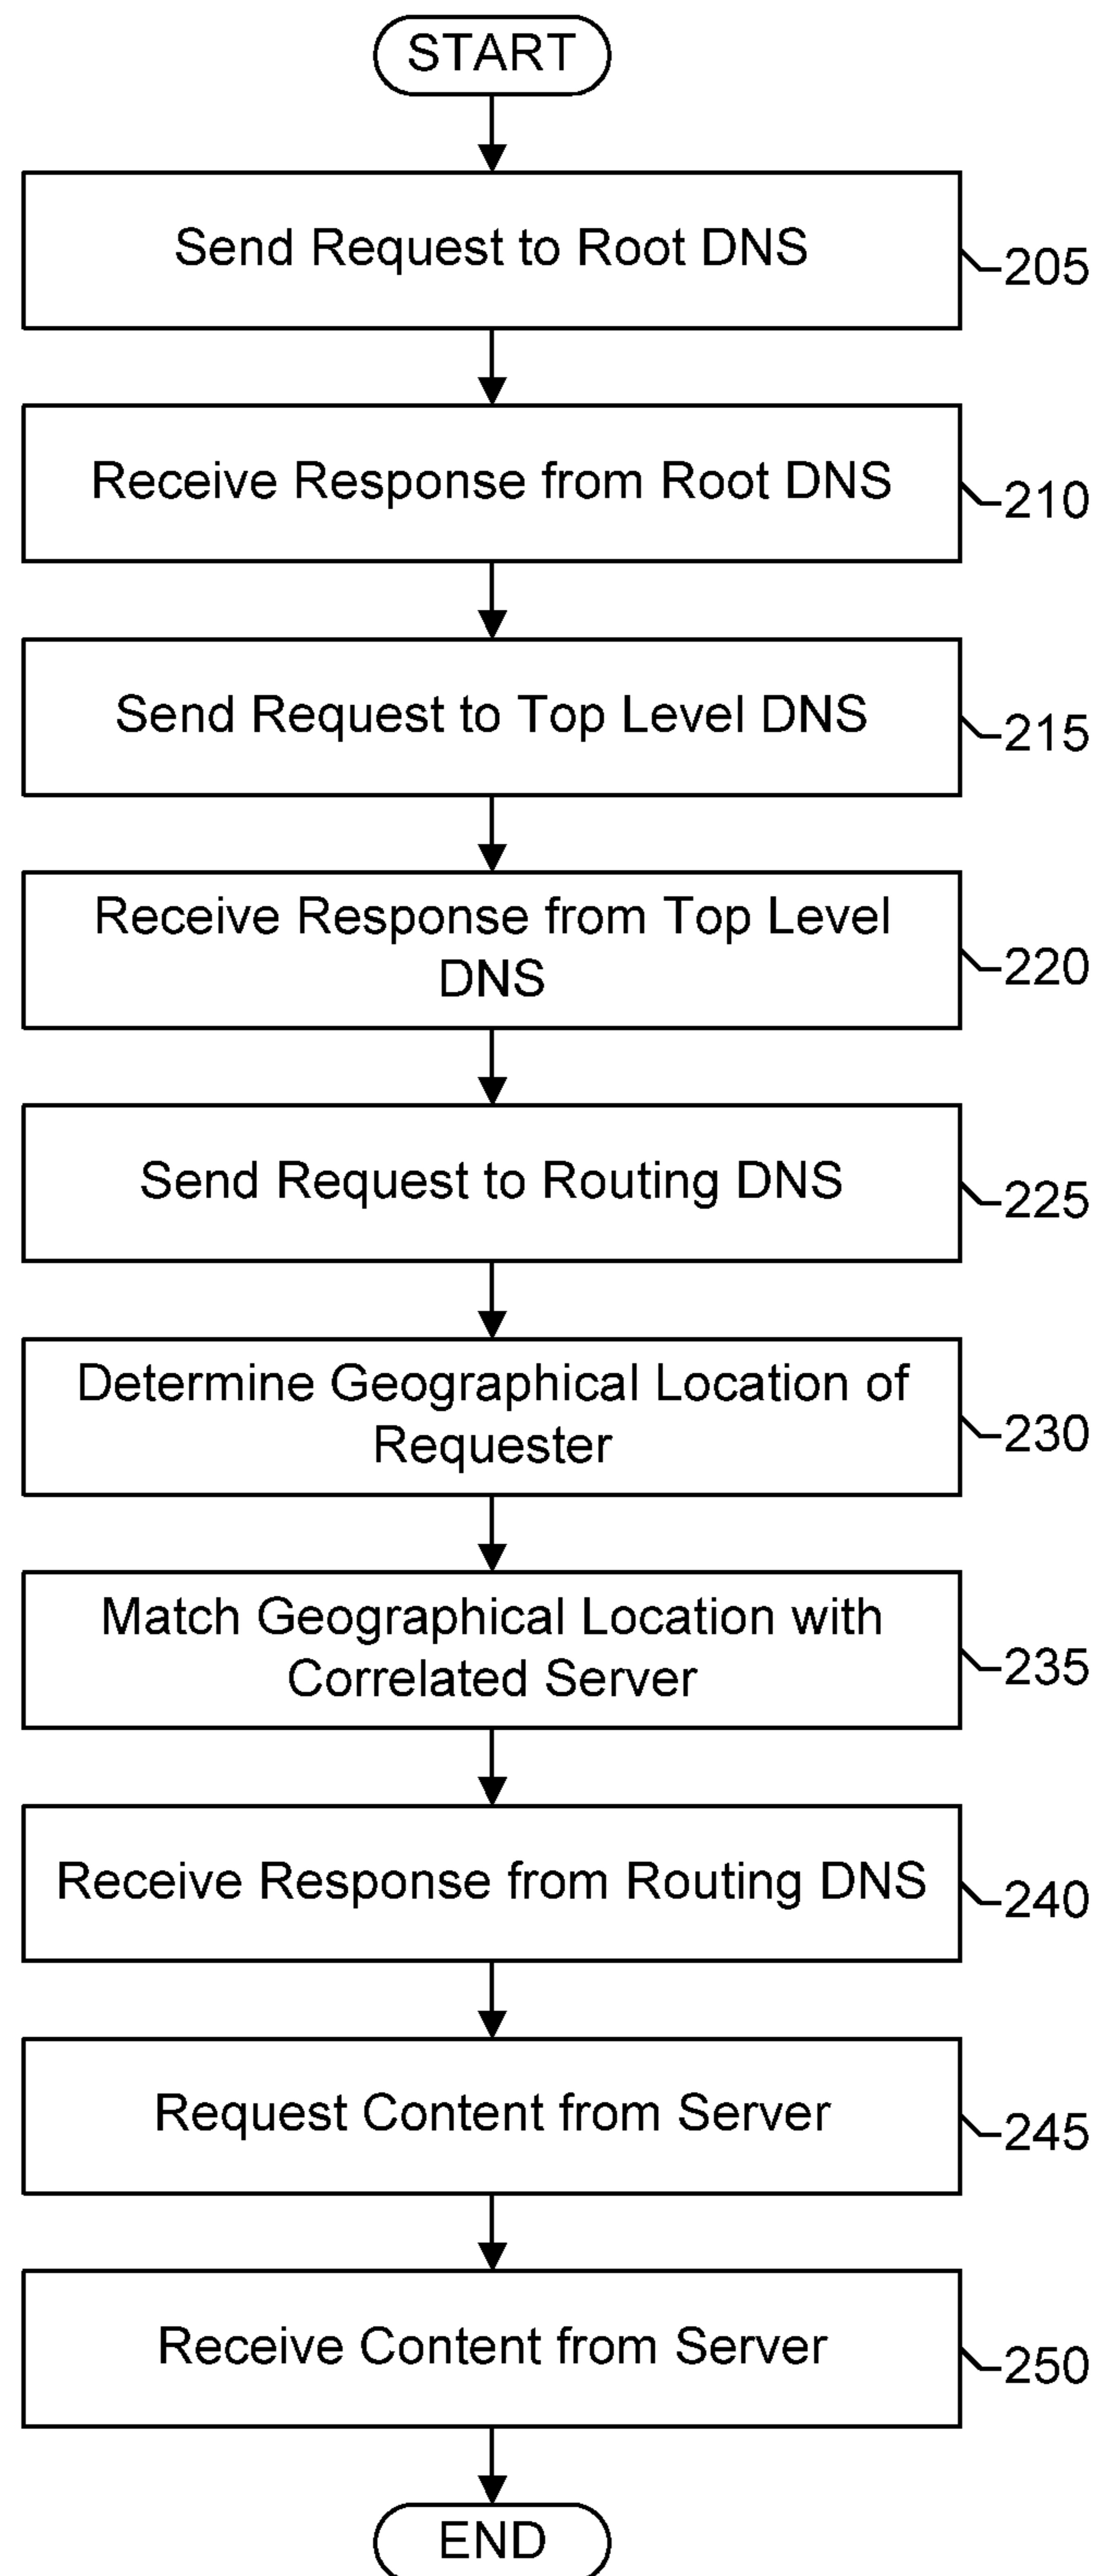 START
Send Request to Root DNS
205
Receive Response from Root DNS
210
Send Request to Top Level DNS
215
Receive Response from Top Level
DNS
220
Send Request to Routing DNS
225
Determine Geographical Location of
Requester
230
Match Geographical Location with
Correlated Server
235
Receive Response from Routing DNS
240
Request Content from Server
245
Receive Content from Server
250
END